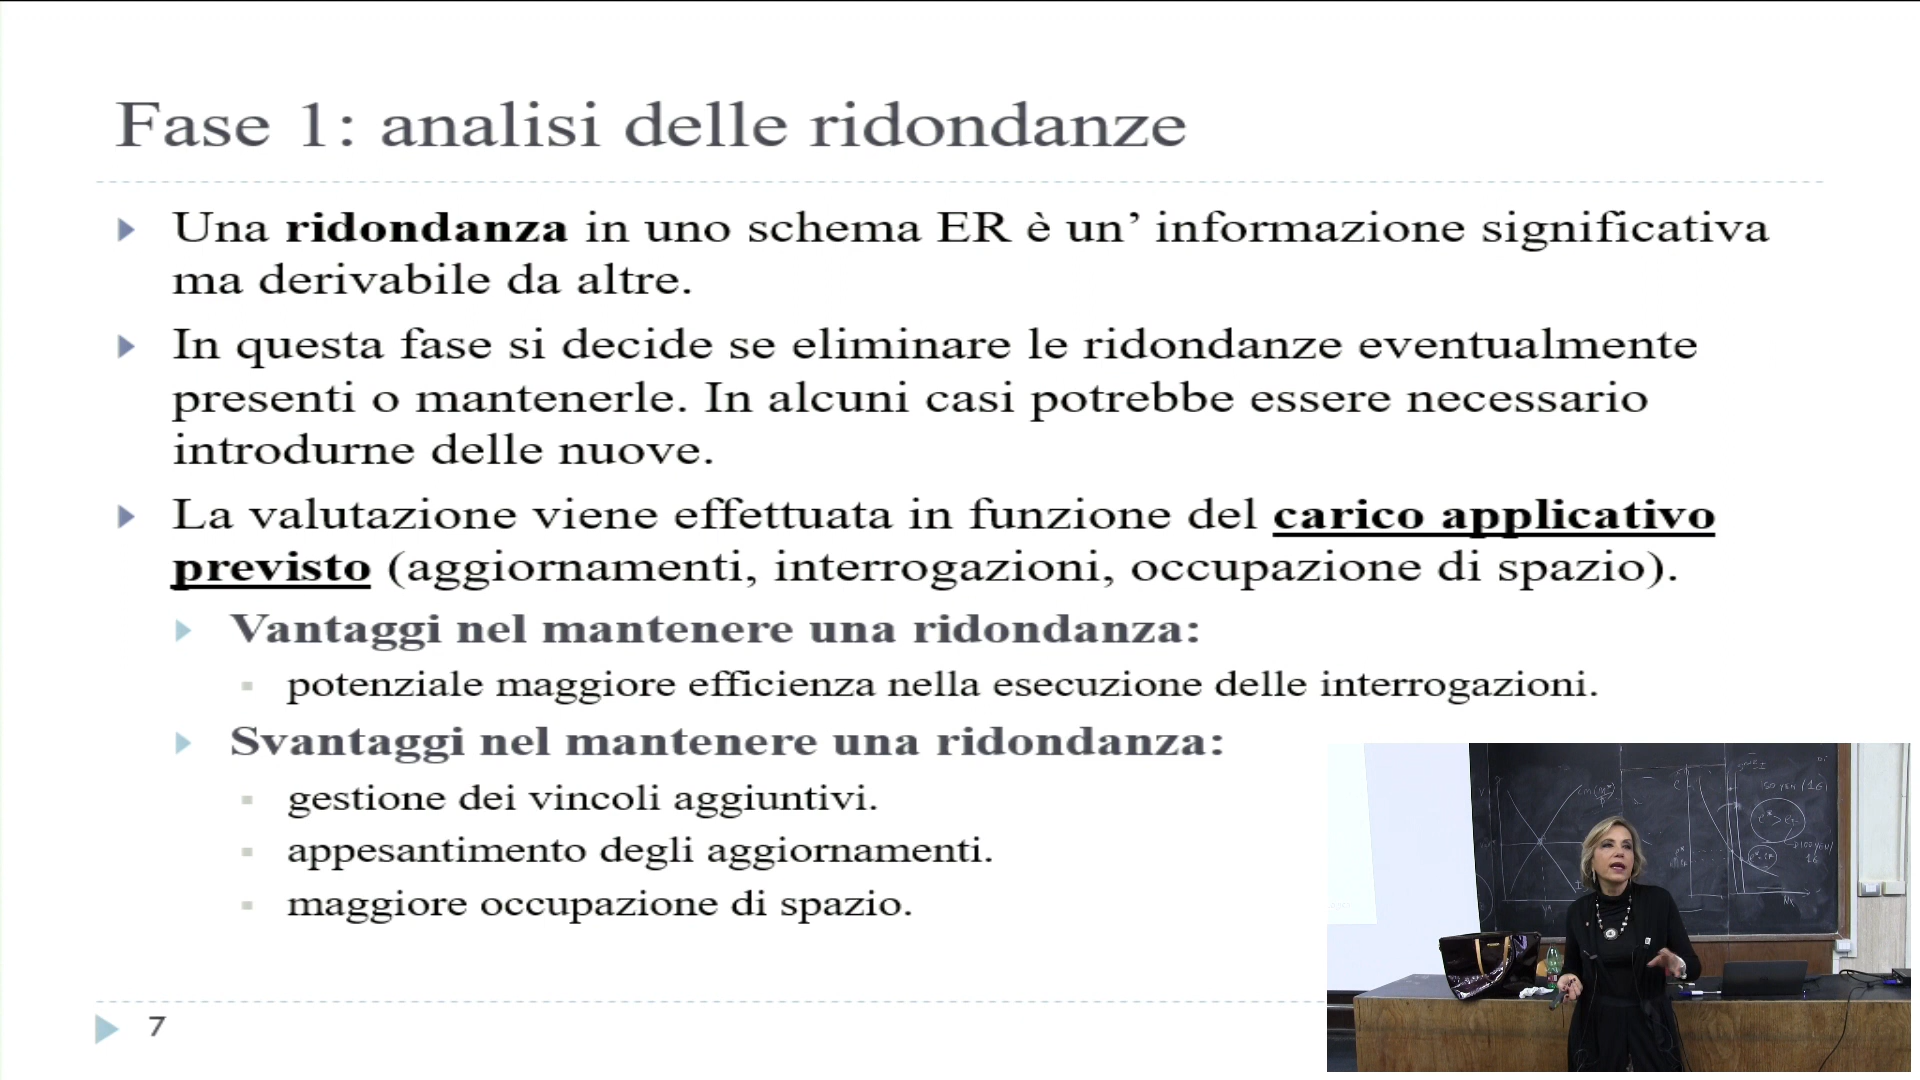 Fase 1: analisi delle ridondanze
Una ridondanza in uno schema ER è un’ informazione significativa
ma derivabile da altre.
In questa fase si decide se eliminare le ridondanze eventualmente
presenti o mantenerle. In alcuni casi potrebbe essere necessario
introdurne delle nuove.
La valutazione viene effettuata in funzione del carico applicativo
previsto (aggiornamenti, interrogazioni, occupazione di spazio).
Vantaggi nel mantenere una ridondanza:
potenziale maggiore efficienza nella esecuzione delle interrogazioni.
Svantaggi nel mantenere una ridondanza:
gestione dei vincoli aggiuntivi.
appesantimento degli aggiornamenti.
maggiore occupazione di spazio.
7